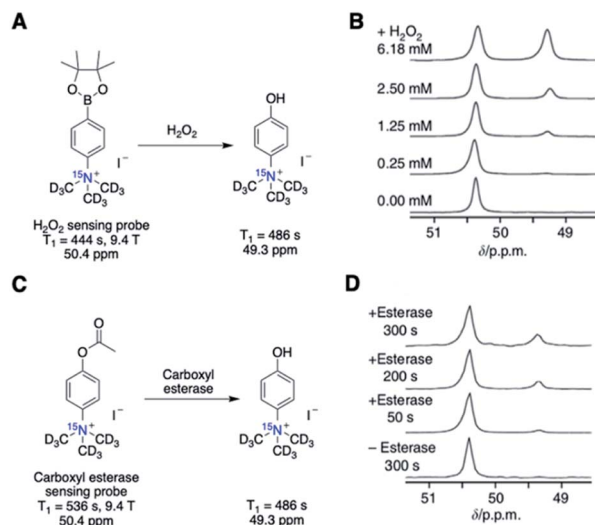 A
O
O
B
H₂O₂
OH
I⁻
I⁻
15N+
D3C
CD3
CD3
15N+
D3C
CD3
CD3
H₂O₂ sensing probe
T₁ = 444 s, 9.4 T
50.4 ppm
T₁ = 486 s
49.3 ppm
B
+ H₂O₂
6.18 mM
2.50 mM
1.25 mM
0.25 mM
0.00 mM
51 50 49
δ/p.p.m.
C
O
O
Carboxyl
esterase
OH
I⁻
I⁻
15N+
D3C
CD3
CD3
15N+
D3C
CD3
CD3
Carboxyl esterase
sensing probe
T₁ = 536 s, 9.4 T
50.4 ppm
T₁ = 486 s
49.3 ppm
D
+Esterase
300 s
+Esterase
200 s
+Esterase
50 s
– Esterase
300 s
51 50 49
δ/p.p.m.